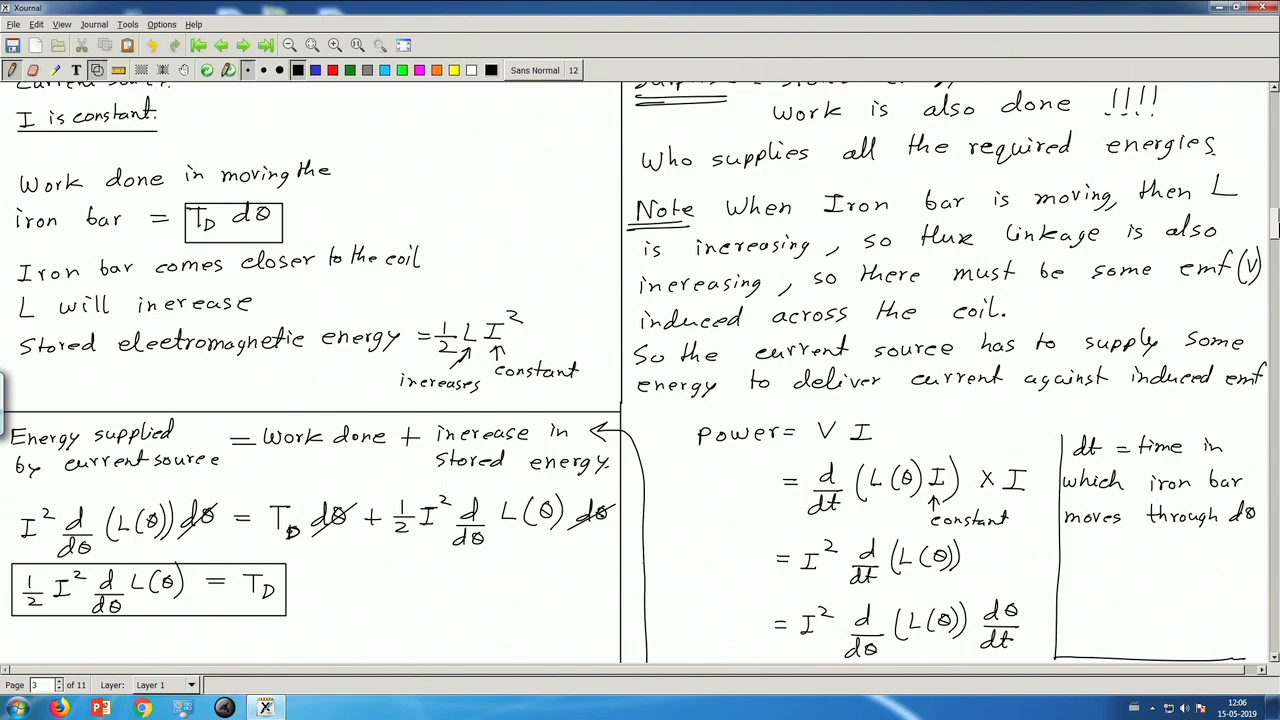 Xournal
File Edit View Journal Tools Options Help
Sans Normal 12
I is constant.
Work done in moving the
iron bar = T_D dθ
Iron bar comes closer to the coil
L will increase
Stored electromagnetic energy = 1/2 L I^2
increases constant
Energy supplied = Work done + increase in
by current source stored energy.
I^2 d/dθ (L(θ)) dθ = T_D dθ + 1/2 I^2 d/dθ L(θ) dθ
1/2 I^2 d/dθ L(θ) = T_D
Work is also done !!!!
Who supplies all the required energies.
Note When Iron bar is moving, then L
is increasing, so flux linkage is also
increasing, so there must be some emf (V)
induced across the coil.
So the current source has to supply some
energy to deliver current against induced emf
power = V I
= d/dt (L(θ) I) × I
constant
= I^2 d/dt (L(θ))
= I^2 d/dθ (L(θ)) dθ/dt
dt = time in
which iron bar
moves through dθ
Page 3 of 11 Layer: Layer 1
12:06
15-05-2019